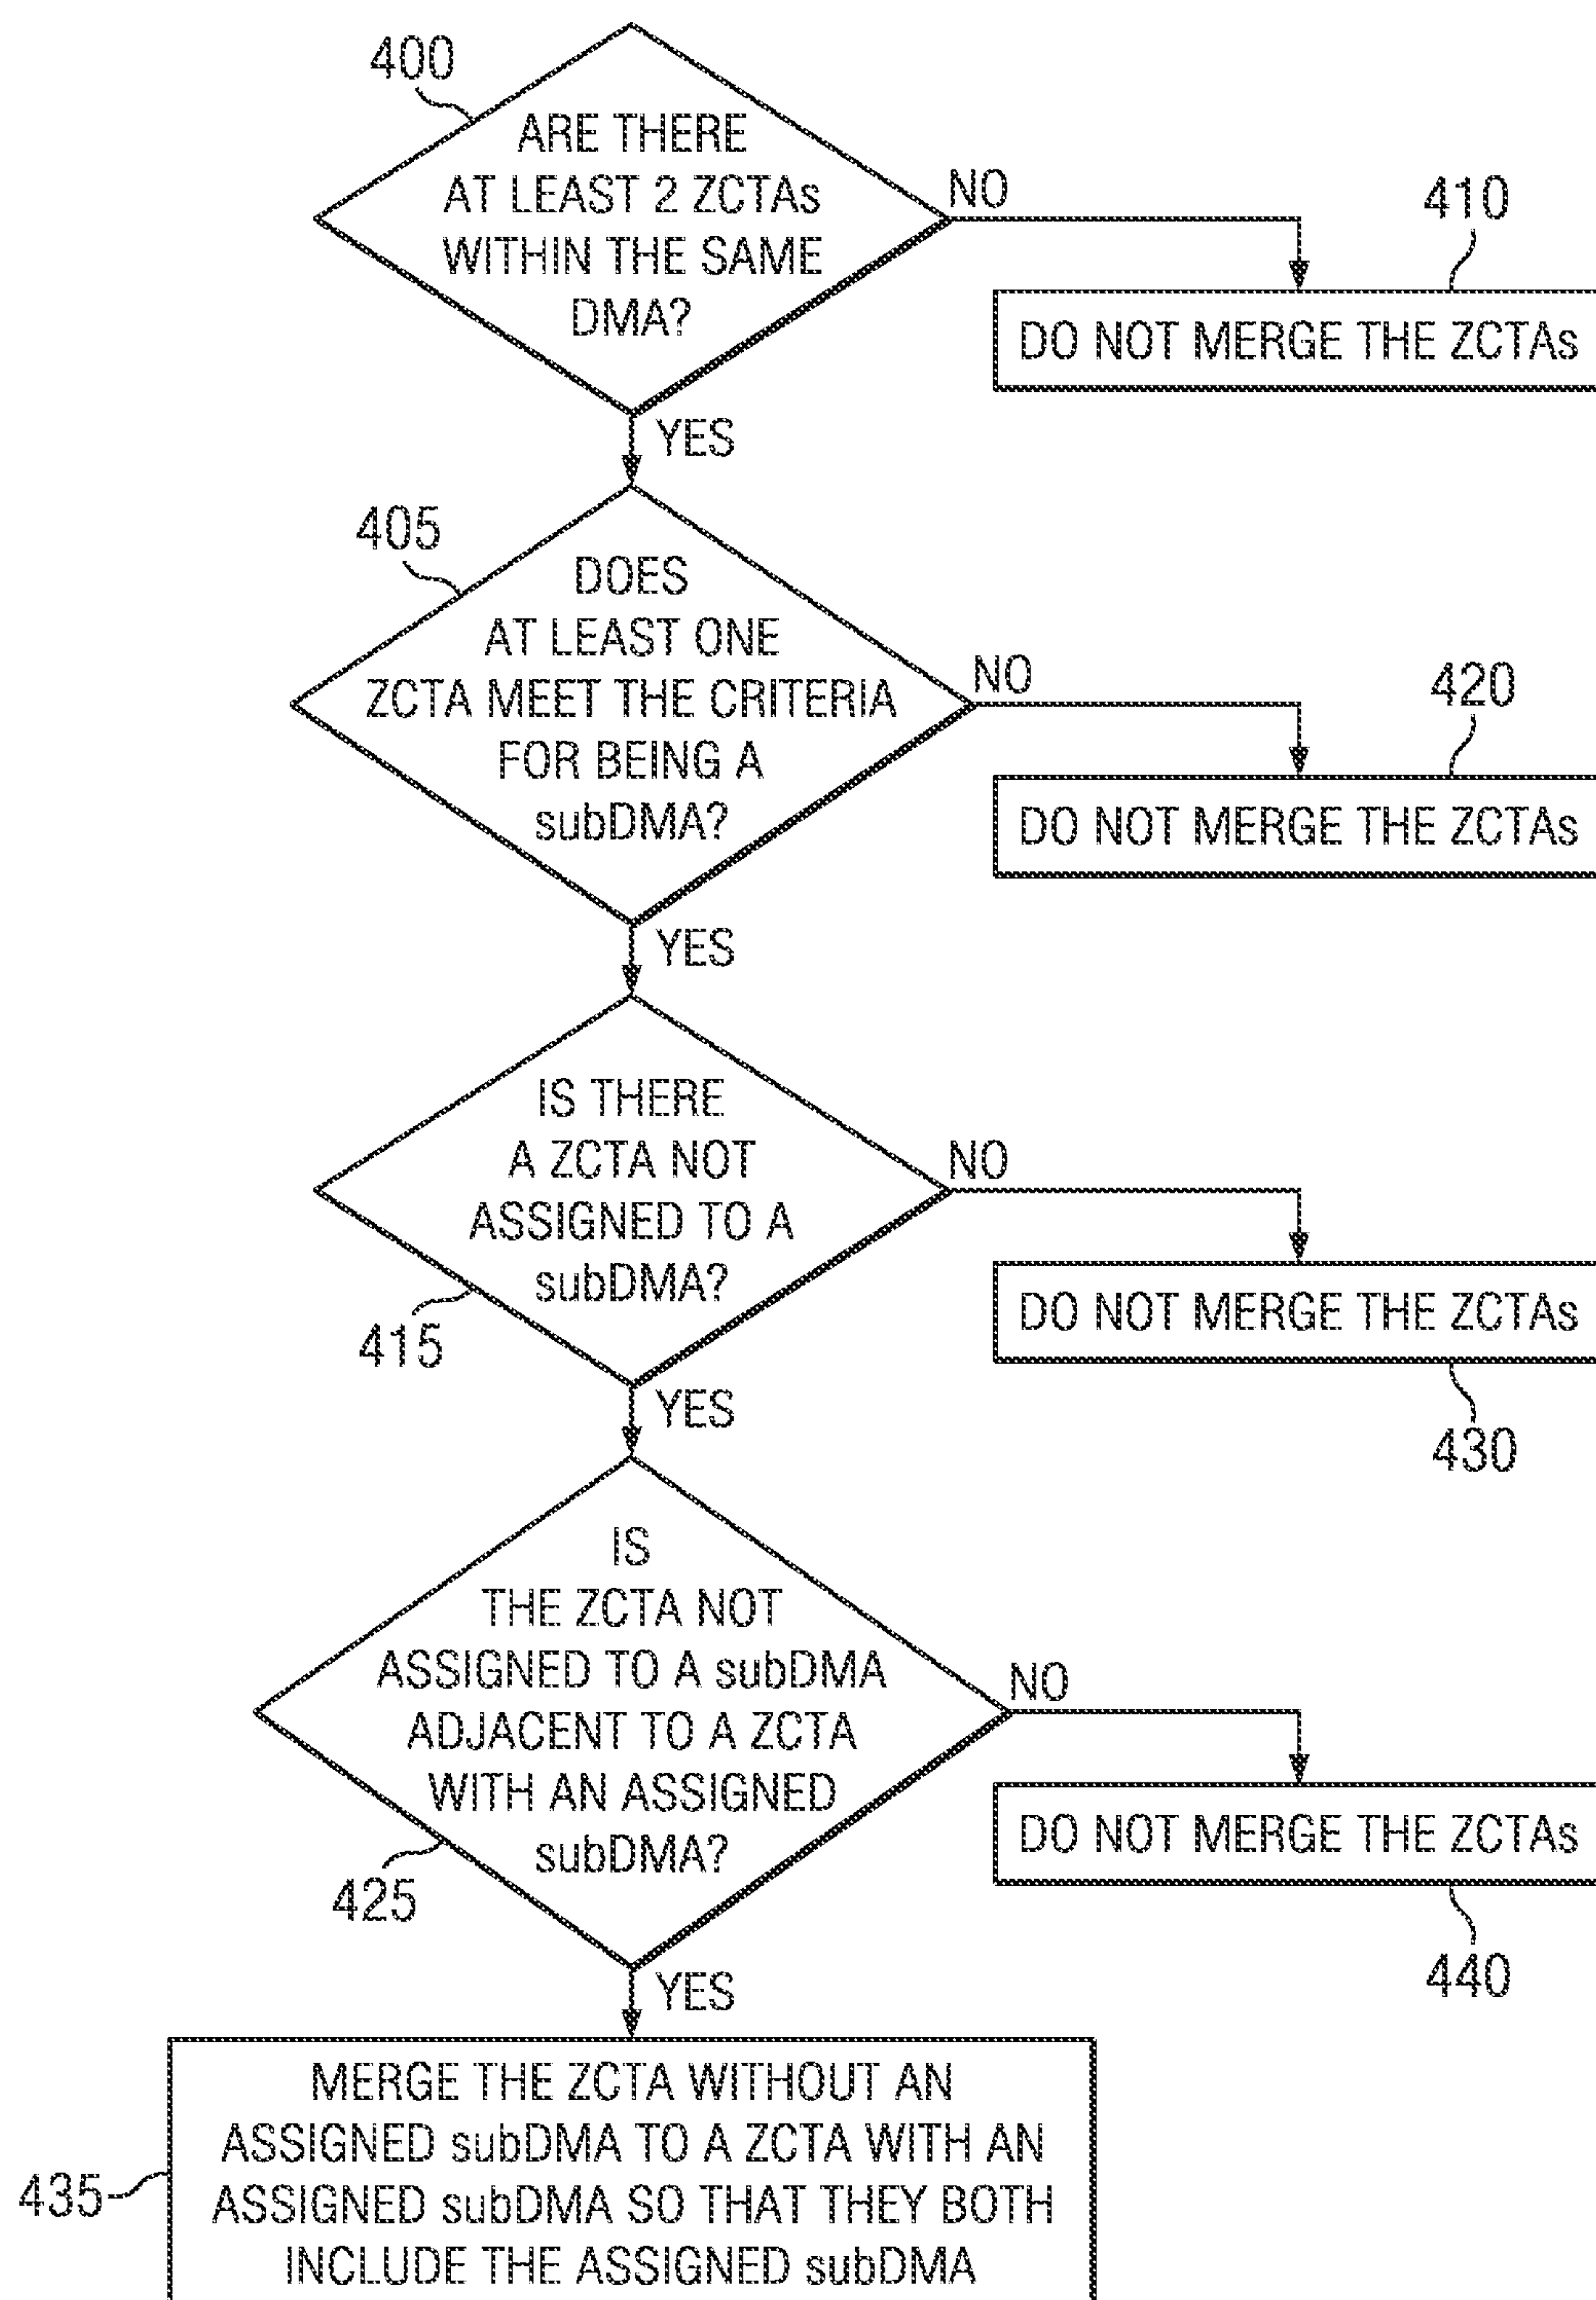 400
ARE THERE
AT LEAST 2 ZCTAs
WITHIN THE SAME
DMA?
NO
410
DO NOT MERGE THE ZCTAs
YES
405
DOES
AT LEAST ONE
ZCTA MEET THE CRITERIA
FOR BEING A
subDMA?
NO
420
DO NOT MERGE THE ZCTAs
YES
IS THERE
A ZCTA NOT
ASSIGNED TO A
subDMA?
415
NO
DO NOT MERGE THE ZCTAs
430
YES
IS
THE ZCTA NOT
ASSIGNED TO A subDMA
ADJACENT TO A ZCTA
WITH AN ASSIGNED
subDMA?
425
NO
DO NOT MERGE THE ZCTAs
440
YES
435
MERGE THE ZCTA WITHOUT AN
ASSIGNED subDMA TO A ZCTA WITH AN
ASSIGNED subDMA SO THAT THEY BOTH
INCLUDE THE ASSIGNED subDMA